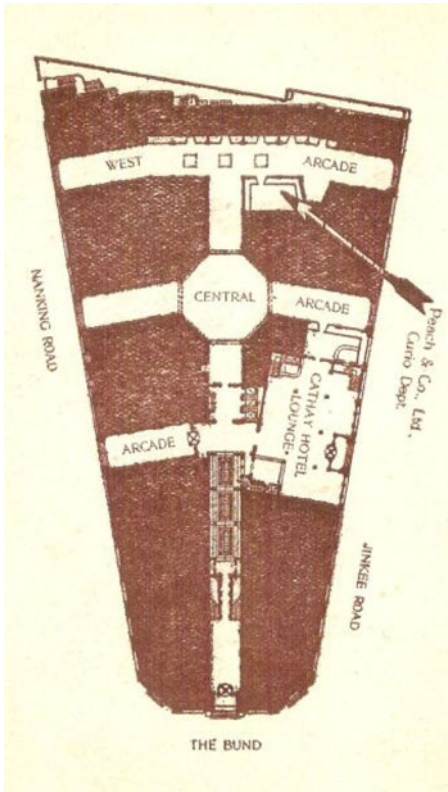 WEST ARCADE
CENTRAL ARCADE
NANKING ROAD
Peach & Co., Ltd.,
Curio Dept.
CATHAY HOTEL
LOUNGE
ARCADE
JINKEE ROAD
THE BUND